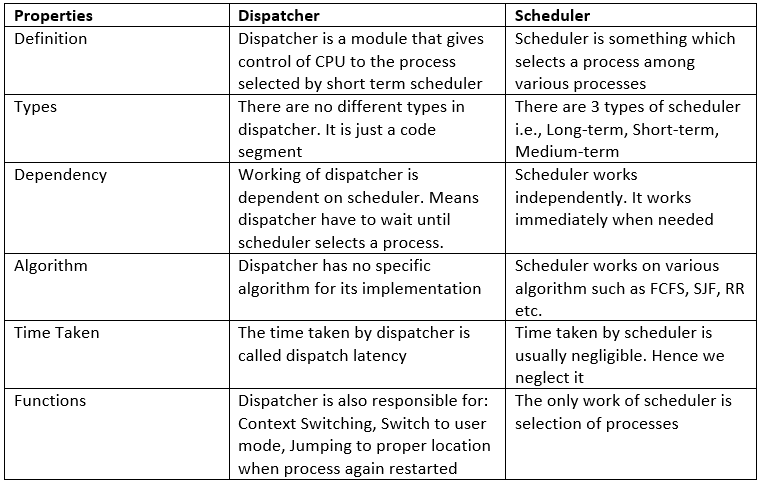 Properties Dispatcher Scheduler
Definition
Dispatcher is a module that gives
control of CPU to the process
selected by short term scheduler
Scheduler is something which
selects a process among
various processes
Types
There are no different types in
dispatcher. It is just a code
segment
There are 3 types of scheduler
i.e., Long-term, Short-term,
Medium-term
Dependency
Working of dispatcher is
dependent on scheduler. Means
dispatcher have to wait until
scheduler selects a process.
Scheduler works
independently. It works
immediately when needed
Algorithm
Dispatcher has no specific
algorithm for its implementation
Scheduler works on various
algorithm such as FCFS, SJF, RR
etc.
Time Taken
The time taken by dispatcher is
called dispatch latency
Time taken by scheduler is
usually negligible. Hence we
neglect it
Functions
Dispatcher is also responsible for:
Context Switching, Switch to user
mode, Jumping to proper location
when process again restarted
The only work of scheduler is
selection of processes